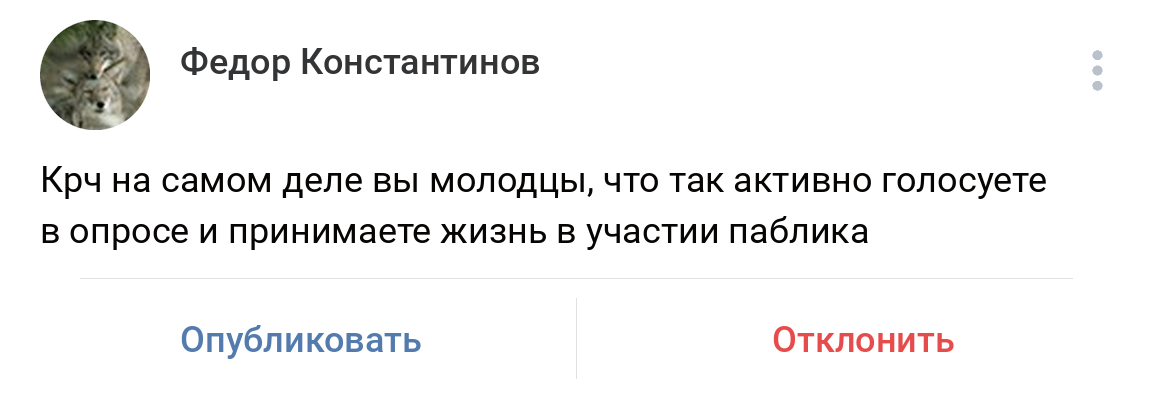 Федор Константинов
Крч на самом деле вы молодцы, что так активно голосуете
в опросе и принимаете жизнь в участии паблика
Опубликовать
Отклонить